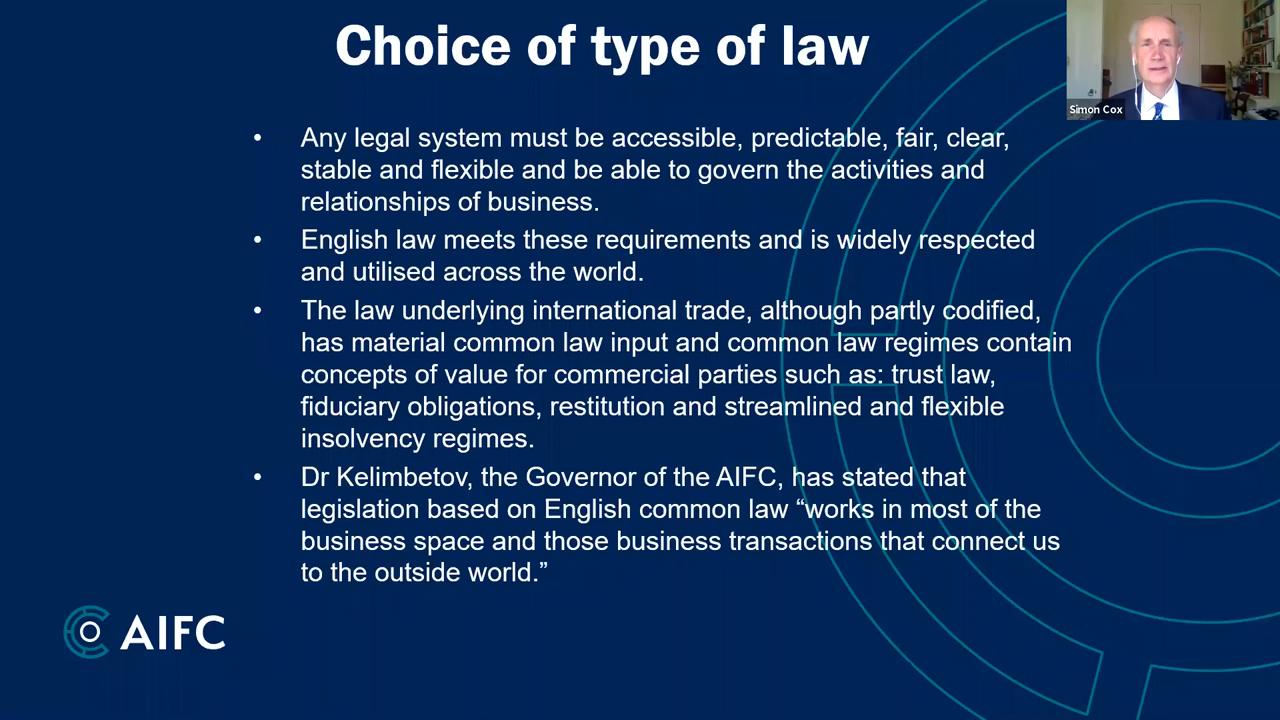 Choice of type of law
Simon Cox
• Any legal system must be accessible, predictable, fair, clear,
stable and flexible and be able to govern the activities and
relationships of business.
• English law meets these requirements and is widely respected
and utilised across the world.
• The law underlying international trade, although partly codified,
has material common law input and common law regimes contain
concepts of value for commercial parties such as: trust law,
fiduciary obligations, restitution and streamlined and flexible
insolvency regimes.
• Dr Kelimbetov, the Governor of the AIFC, has stated that
legislation based on English common law “works in most of the
business space and those business transactions that connect us
to the outside world.”
AIFC